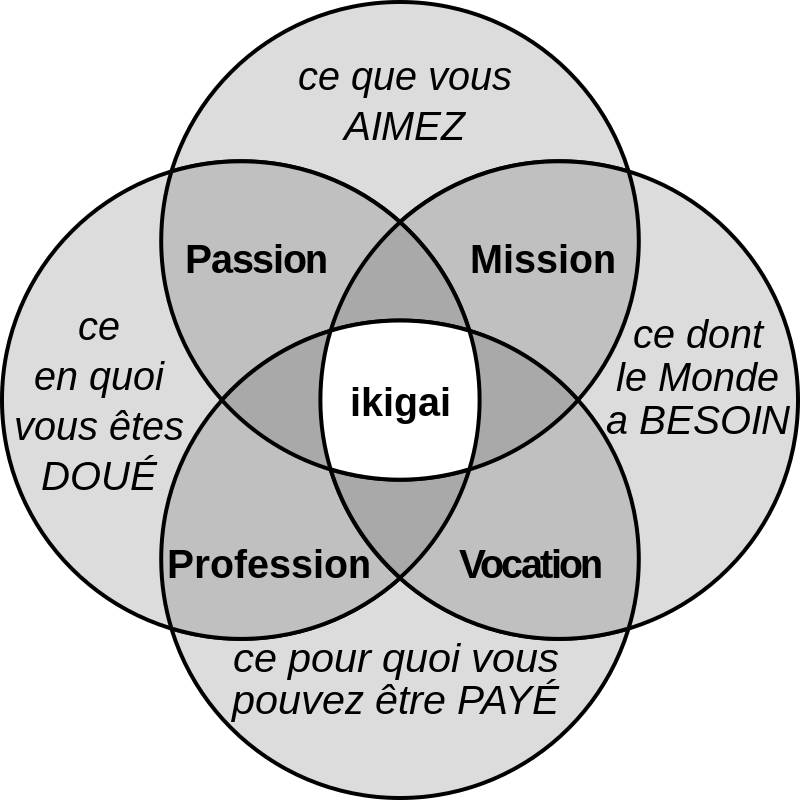 ce que vous
AIMEZ
Passion
Mission
ce
en quoi
vous êtes
DOUÉ
ikigai
ce dont
le Monde
a BESOIN
Profession
Vocation
ce pour quoi vous
pouvez être PAYÉ